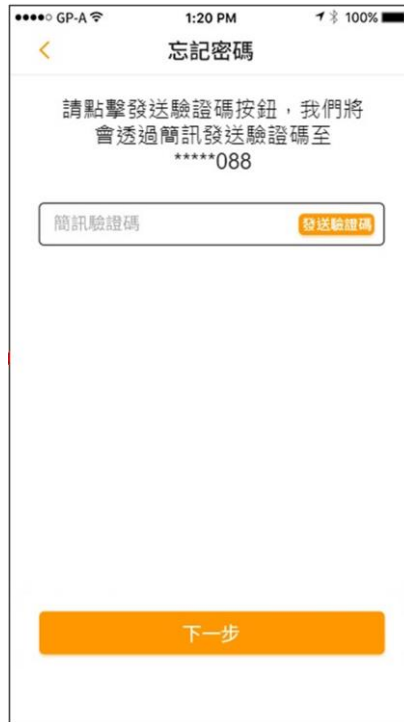 GP-A 1:20 PM 100%
忘記密碼
請點擊發送驗證碼按鈕，我們將
會透過簡訊發送驗證碼至
*****088
簡訊驗證碼 發送驗證碼
下一步